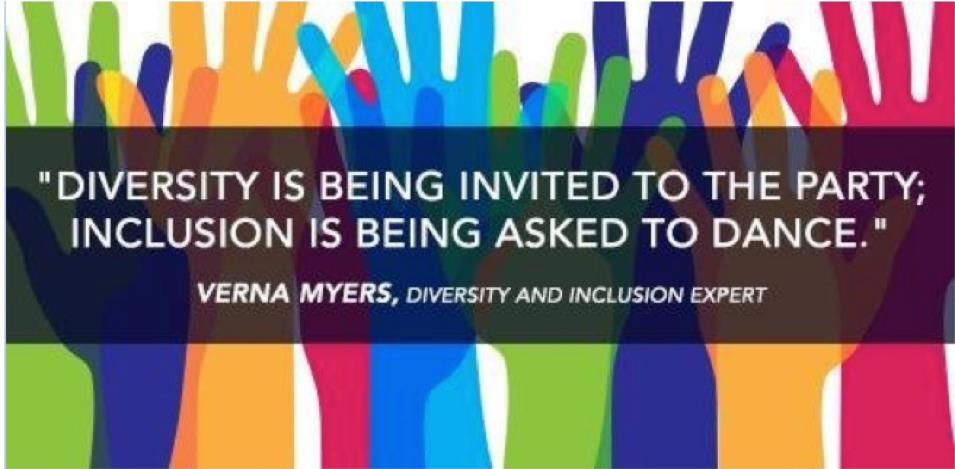 "DIVERSITY IS BEING INVITED TO THE PARTY;
INCLUSION IS BEING ASKED TO DANCE."
VERNA MYERS, DIVERSITY AND INCLUSION EXPERT